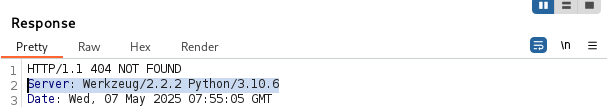 Response
Pretty Raw Hex Render
\n
1 HTTP/1.1 404 NOT FOUND
2 Server: Werkzeug/2.2.2 Python/3.10.6
3 Date: Wed, 07 May 2025 07:55:05 GMT